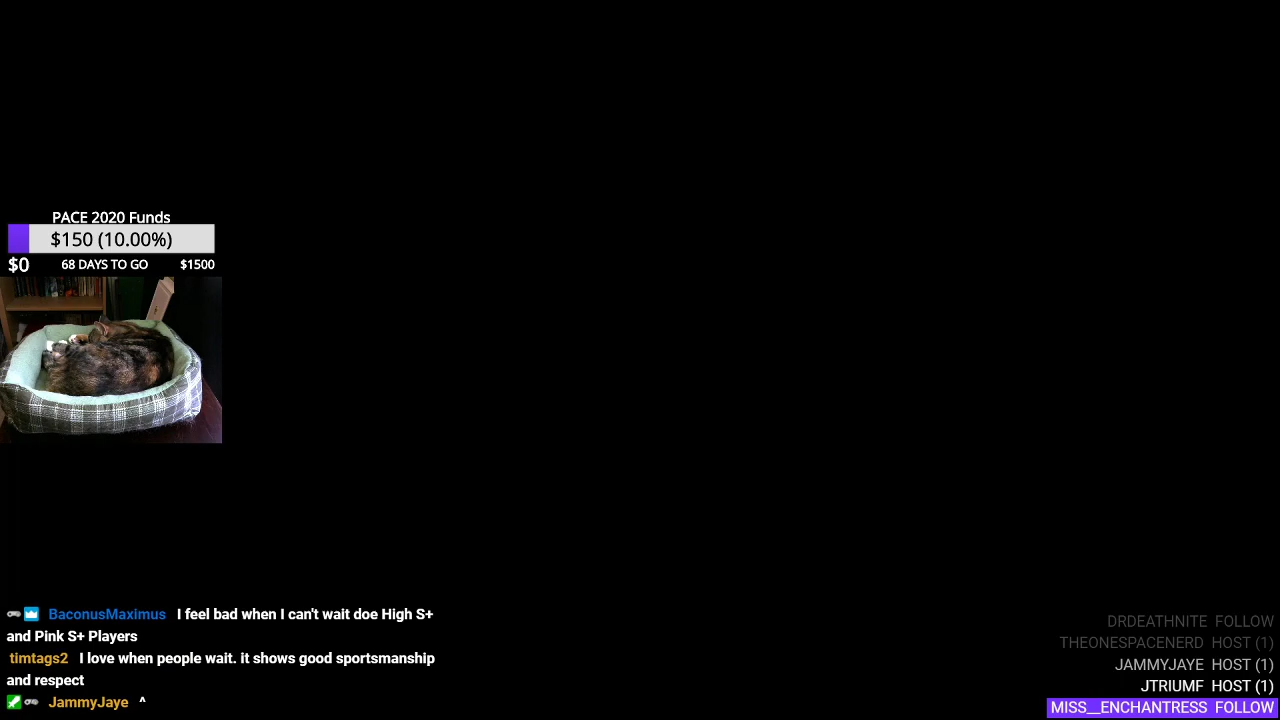 PACE 2020 Funds
$150 (10.00%)
$0 68 DAYS TO GO $1500
BaconusMaximus I feel bad when I can't wait doe High S+
and Pink S+ Players
timtags2 I love when people wait. it shows good sportsmanship
and respect
JammyJaye ^
DRDEATHNITE FOLLOW
THEONESPACENERD HOST (1)
JAMMYJAYE HOST (1)
JTRIUMF HOST (1)
MISS__ENCHANTRESS FOLLOW